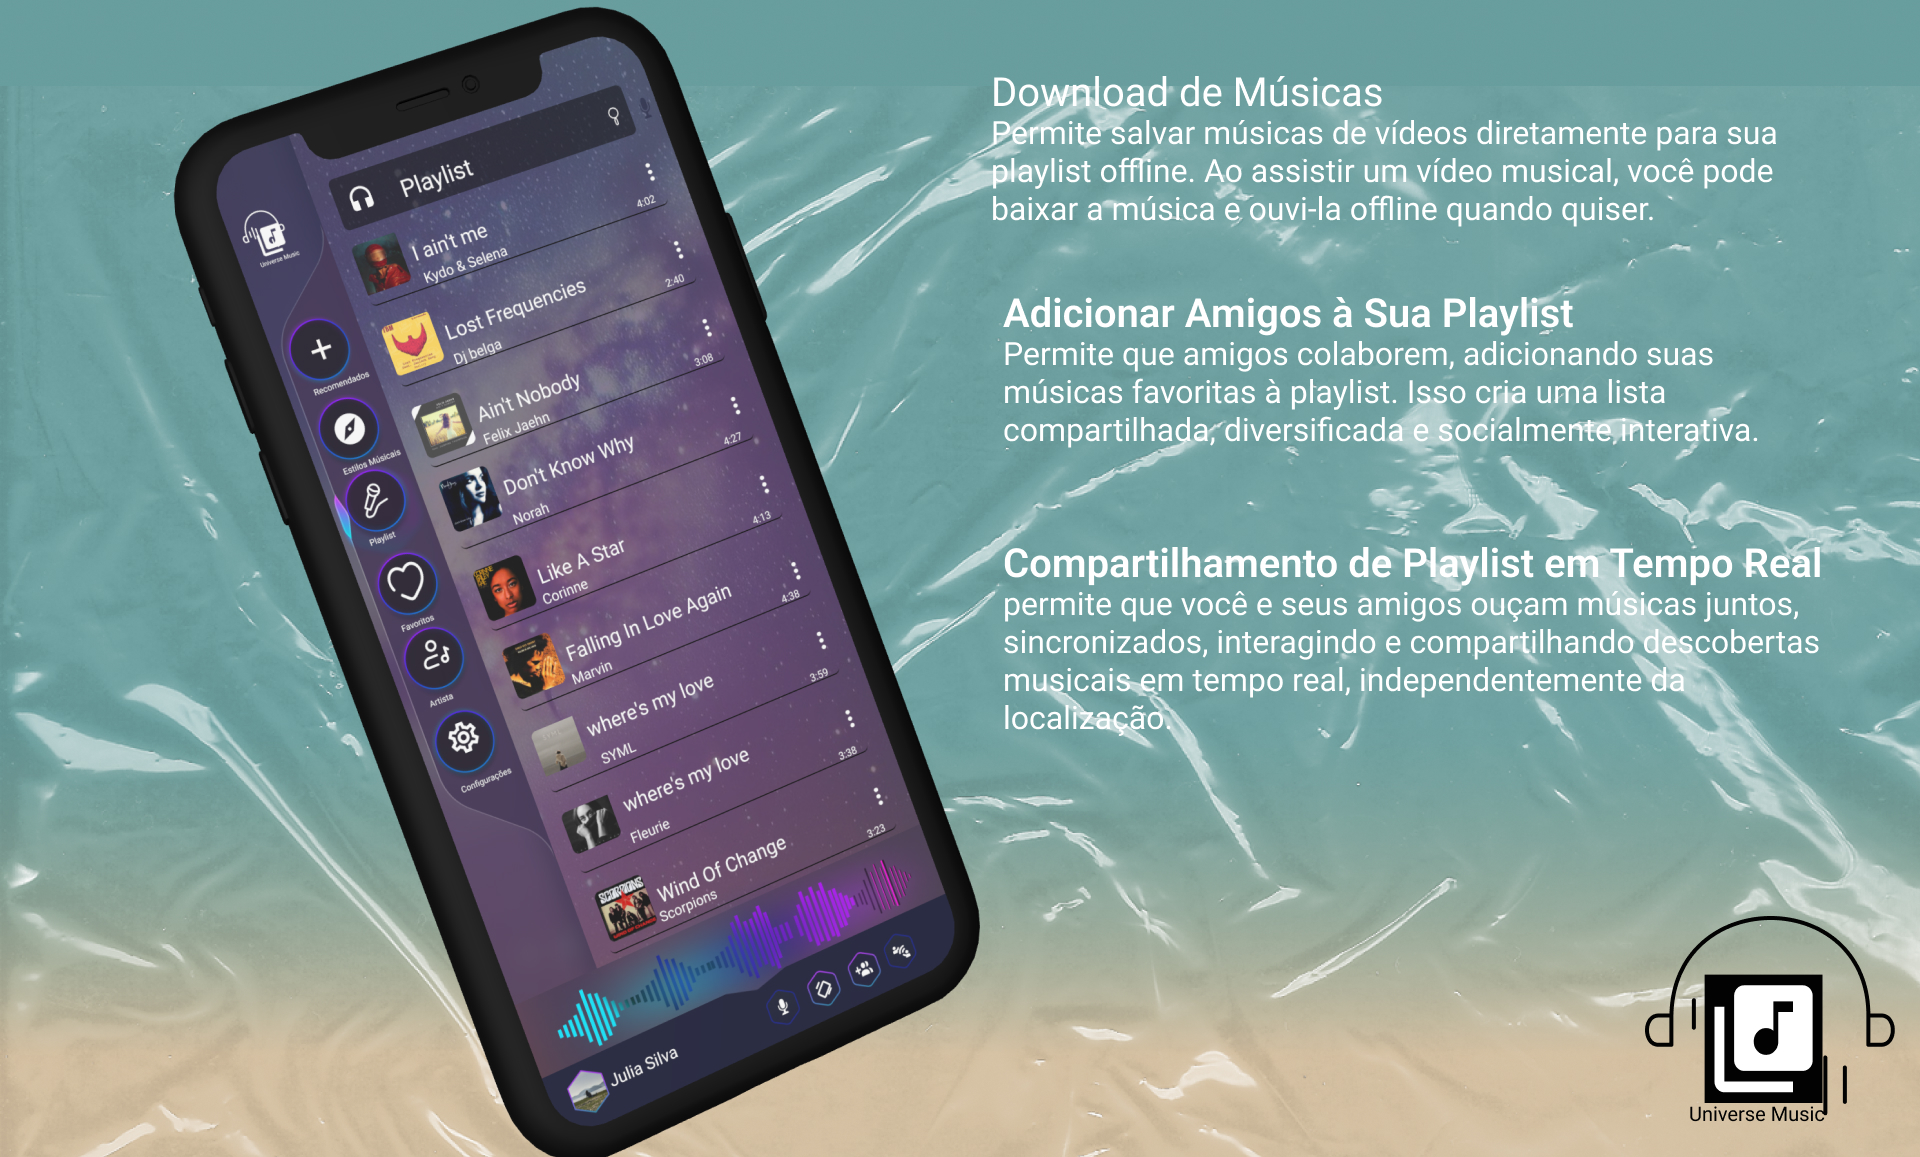 Universe Music
Recomendados
Estilos Músicais
Playlist
Favoritos
Artista
Configurações
Playlist
I ain't me
Kydo & Selena
4:02
Lost Frequencies
Dj belga
2:40
Ain't Nobody
Felix Jaehn
3:08
Don't Know Why
Norah
4:27
Like A Star
Corinne
4:13
Falling In Love Again
Marvin
4:38
where's my love
SYML
3:59
where's my love
Fleurie
3:38
Wind Of Change
Scorpions
3:23
SCORPIONS
Julia Silva
Download de Músicas
Permite salvar músicas de vídeos diretamente para sua
playlist offline. Ao assistir um vídeo musical, você pode
baixar a música e ouvi-la offline quando quiser.
Adicionar Amigos à Sua Playlist
Permite que amigos colaborem, adicionando suas
músicas favoritas à playlist. Isso cria uma lista
compartilhada, diversificada e socialmente interativa.
Compartilhamento de Playlist em Tempo Real
permite que você e seus amigos ouçam músicas juntos,
sincronizados, interagindo e compartilhando descobertas
musicais em tempo real, independentemente da
localização.
Universe Music